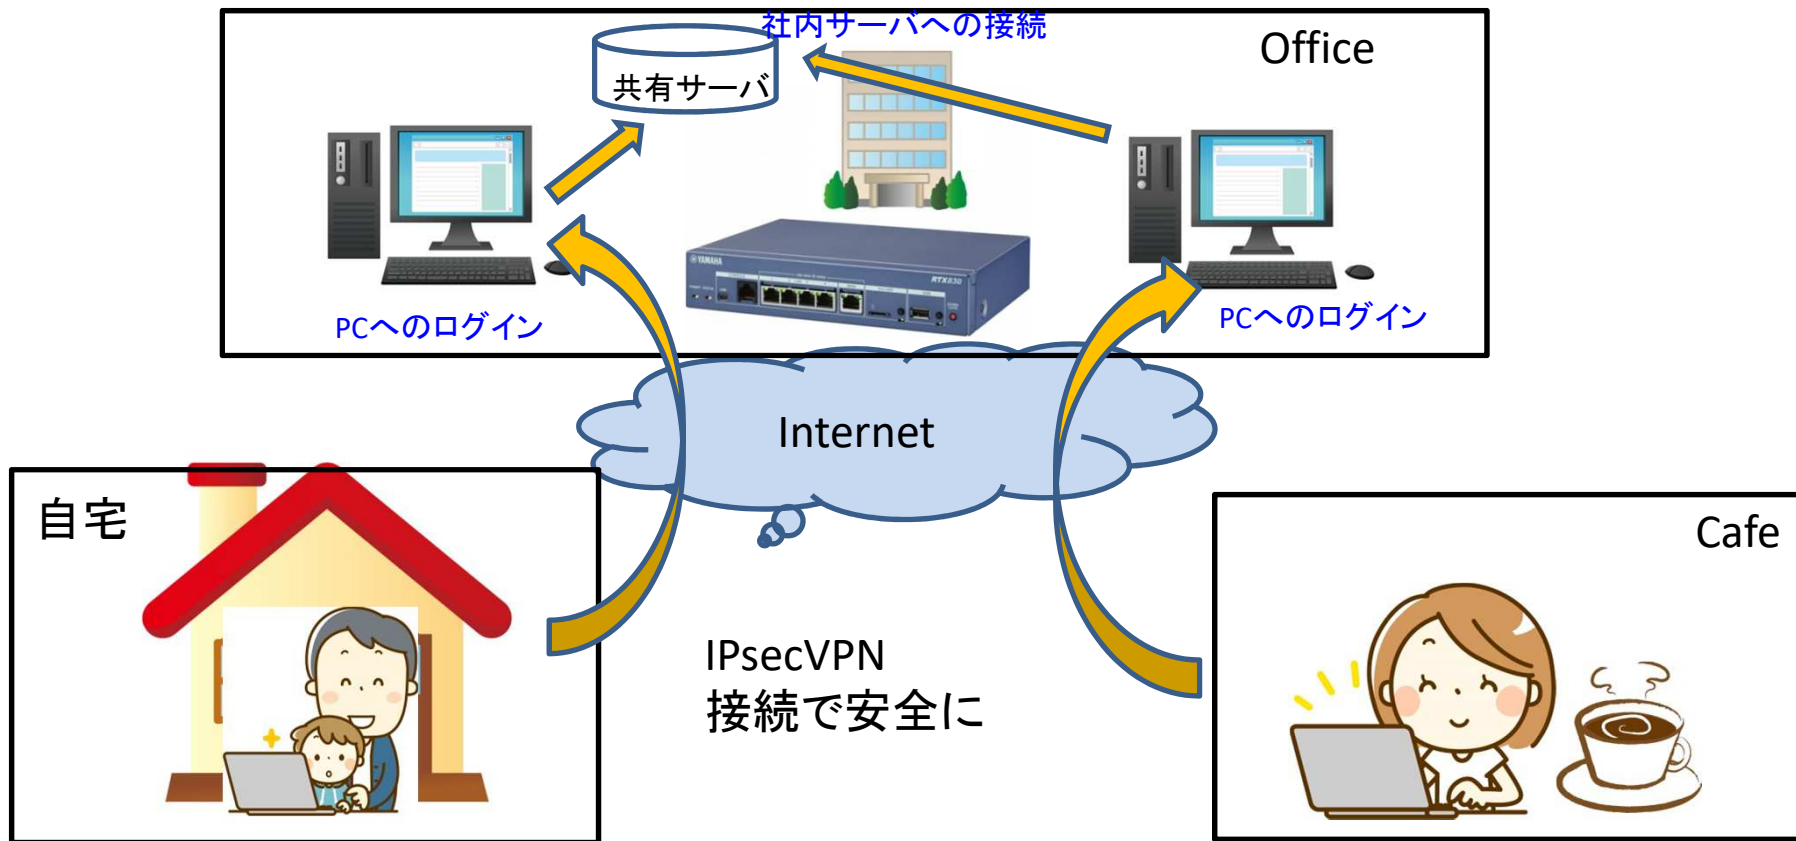 社内サーバへの接続
Office
共有サーバ
YAMAHA
RTX830
PCへのログイン
PCへのログイン
Internet
自宅
Cafe
IPsecVPN
接続で安全に